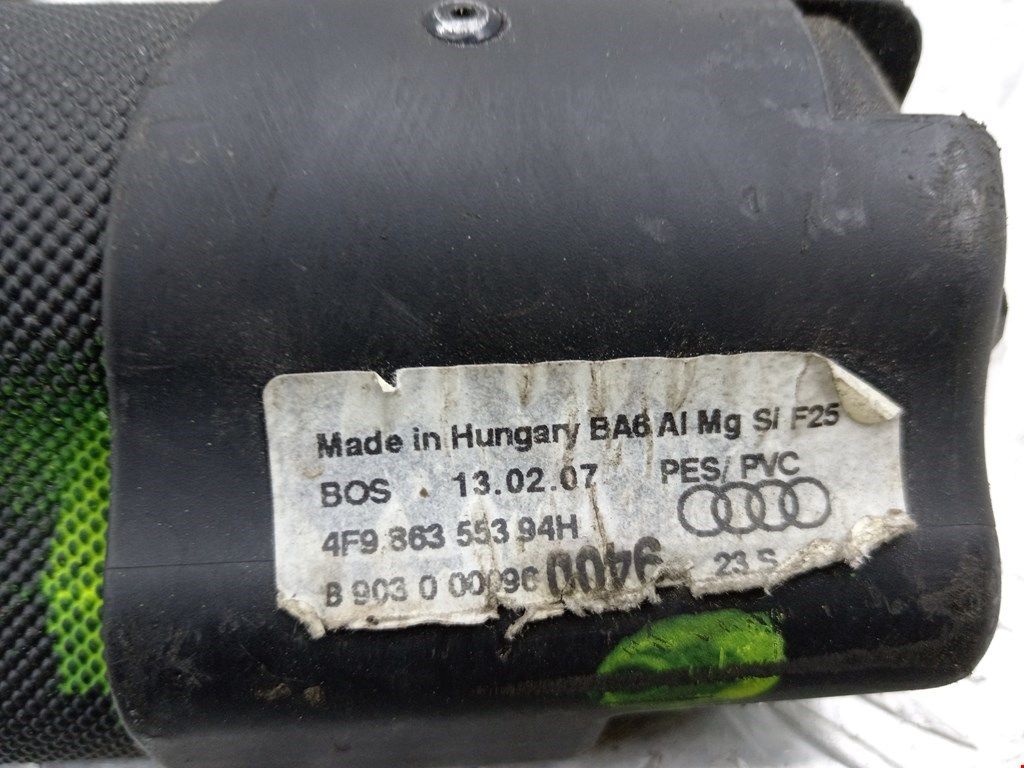 Made in Hungary BA6 Al Mg Si F25
BOS . 13.02.07 PES/ PVC
4F9 863 553 94H
B 903 0 00096 9400 23 S